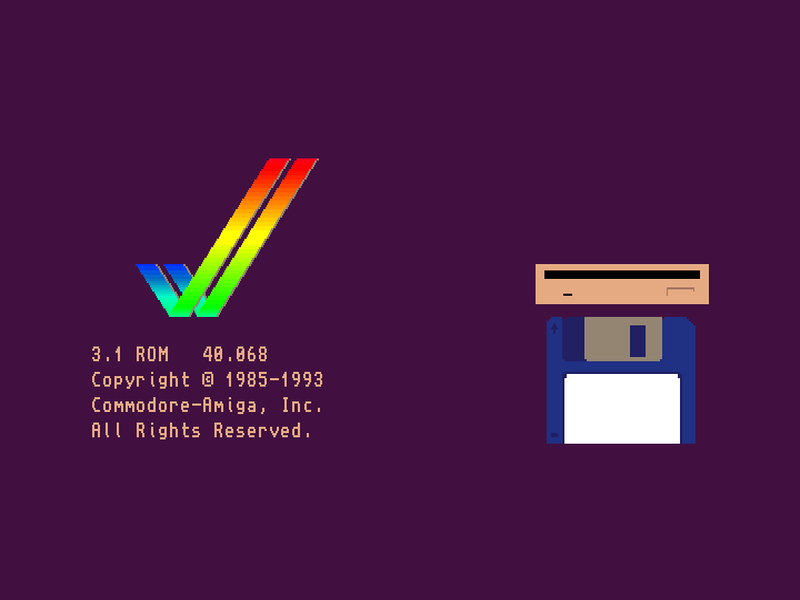 3.1 ROM   40.068
Copyright © 1985-1993
Commodore-Amiga, Inc.
All Rights Reserved.